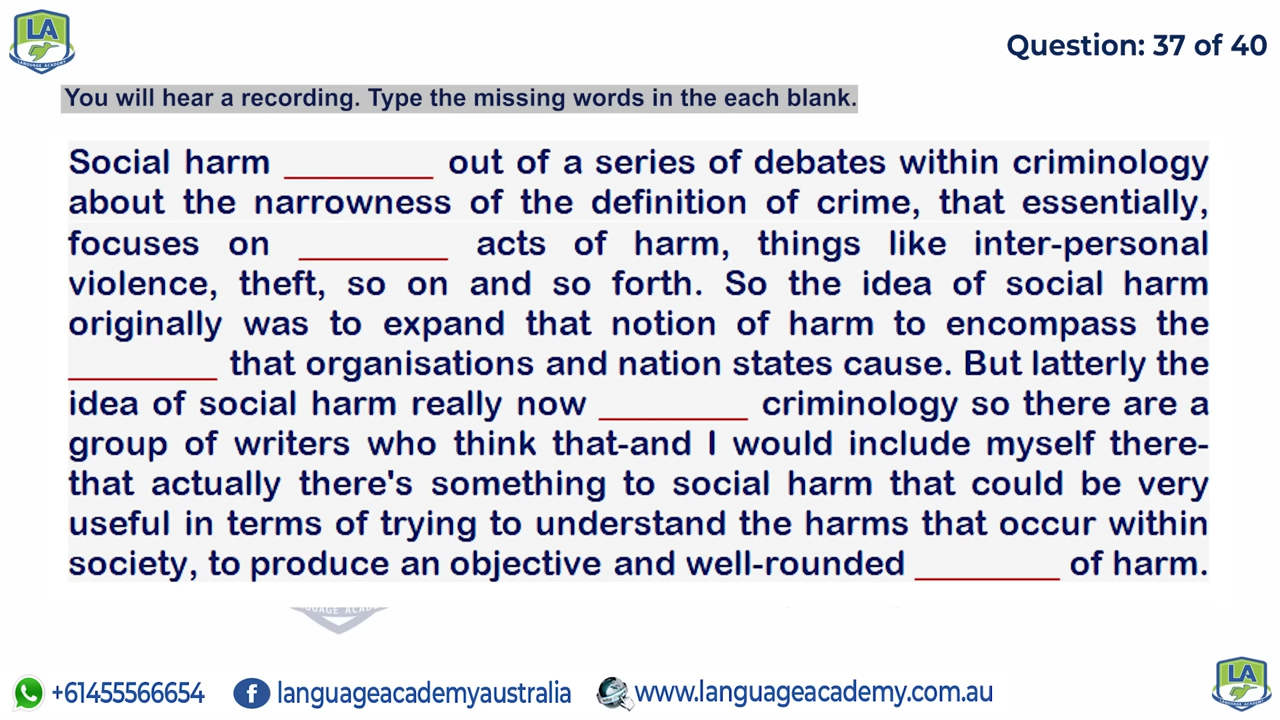 LA
LANGUAGE ACADEMY
Question: 37 of 40
You will hear a recording. Type the missing words in the each blank.
Social harm ________ out of a series of debates within criminology
about the narrowness of the definition of crime, that essentially,
focuses on ________ acts of harm, things like inter-personal
violence, theft, so on and so forth. So the idea of social harm
originally was to expand that notion of harm to encompass the
________ that organisations and nation states cause. But latterly the
idea of social harm really now ________ criminology so there are a
group of writers who think that-and I would include myself there-
that actually there's something to social harm that could be very
useful in terms of trying to understand the harms that occur within
society, to produce an objective and well-rounded ________ of harm.
+61455566654
languageacademyaustralia
www.languageacademy.com.au
LA